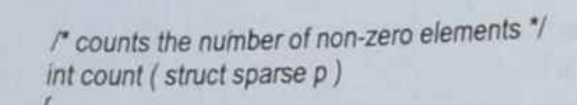 /* counts the number of non-zero elements */
int count ( struct sparse p )
{